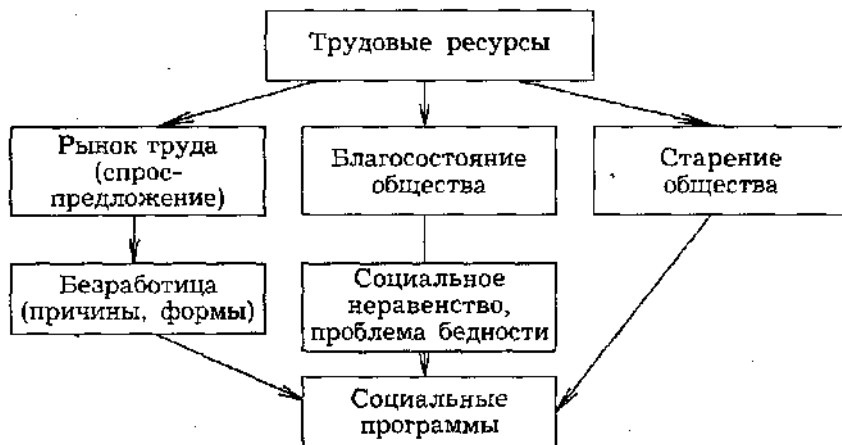 Трудовые ресурсы
Рынок труда
(спрос-
предложение)
Благосостояние
общества
Старение
общества
Безработица
(причины, формы)
Социальное
неравенство,
проблема бедности
Социальные
программы